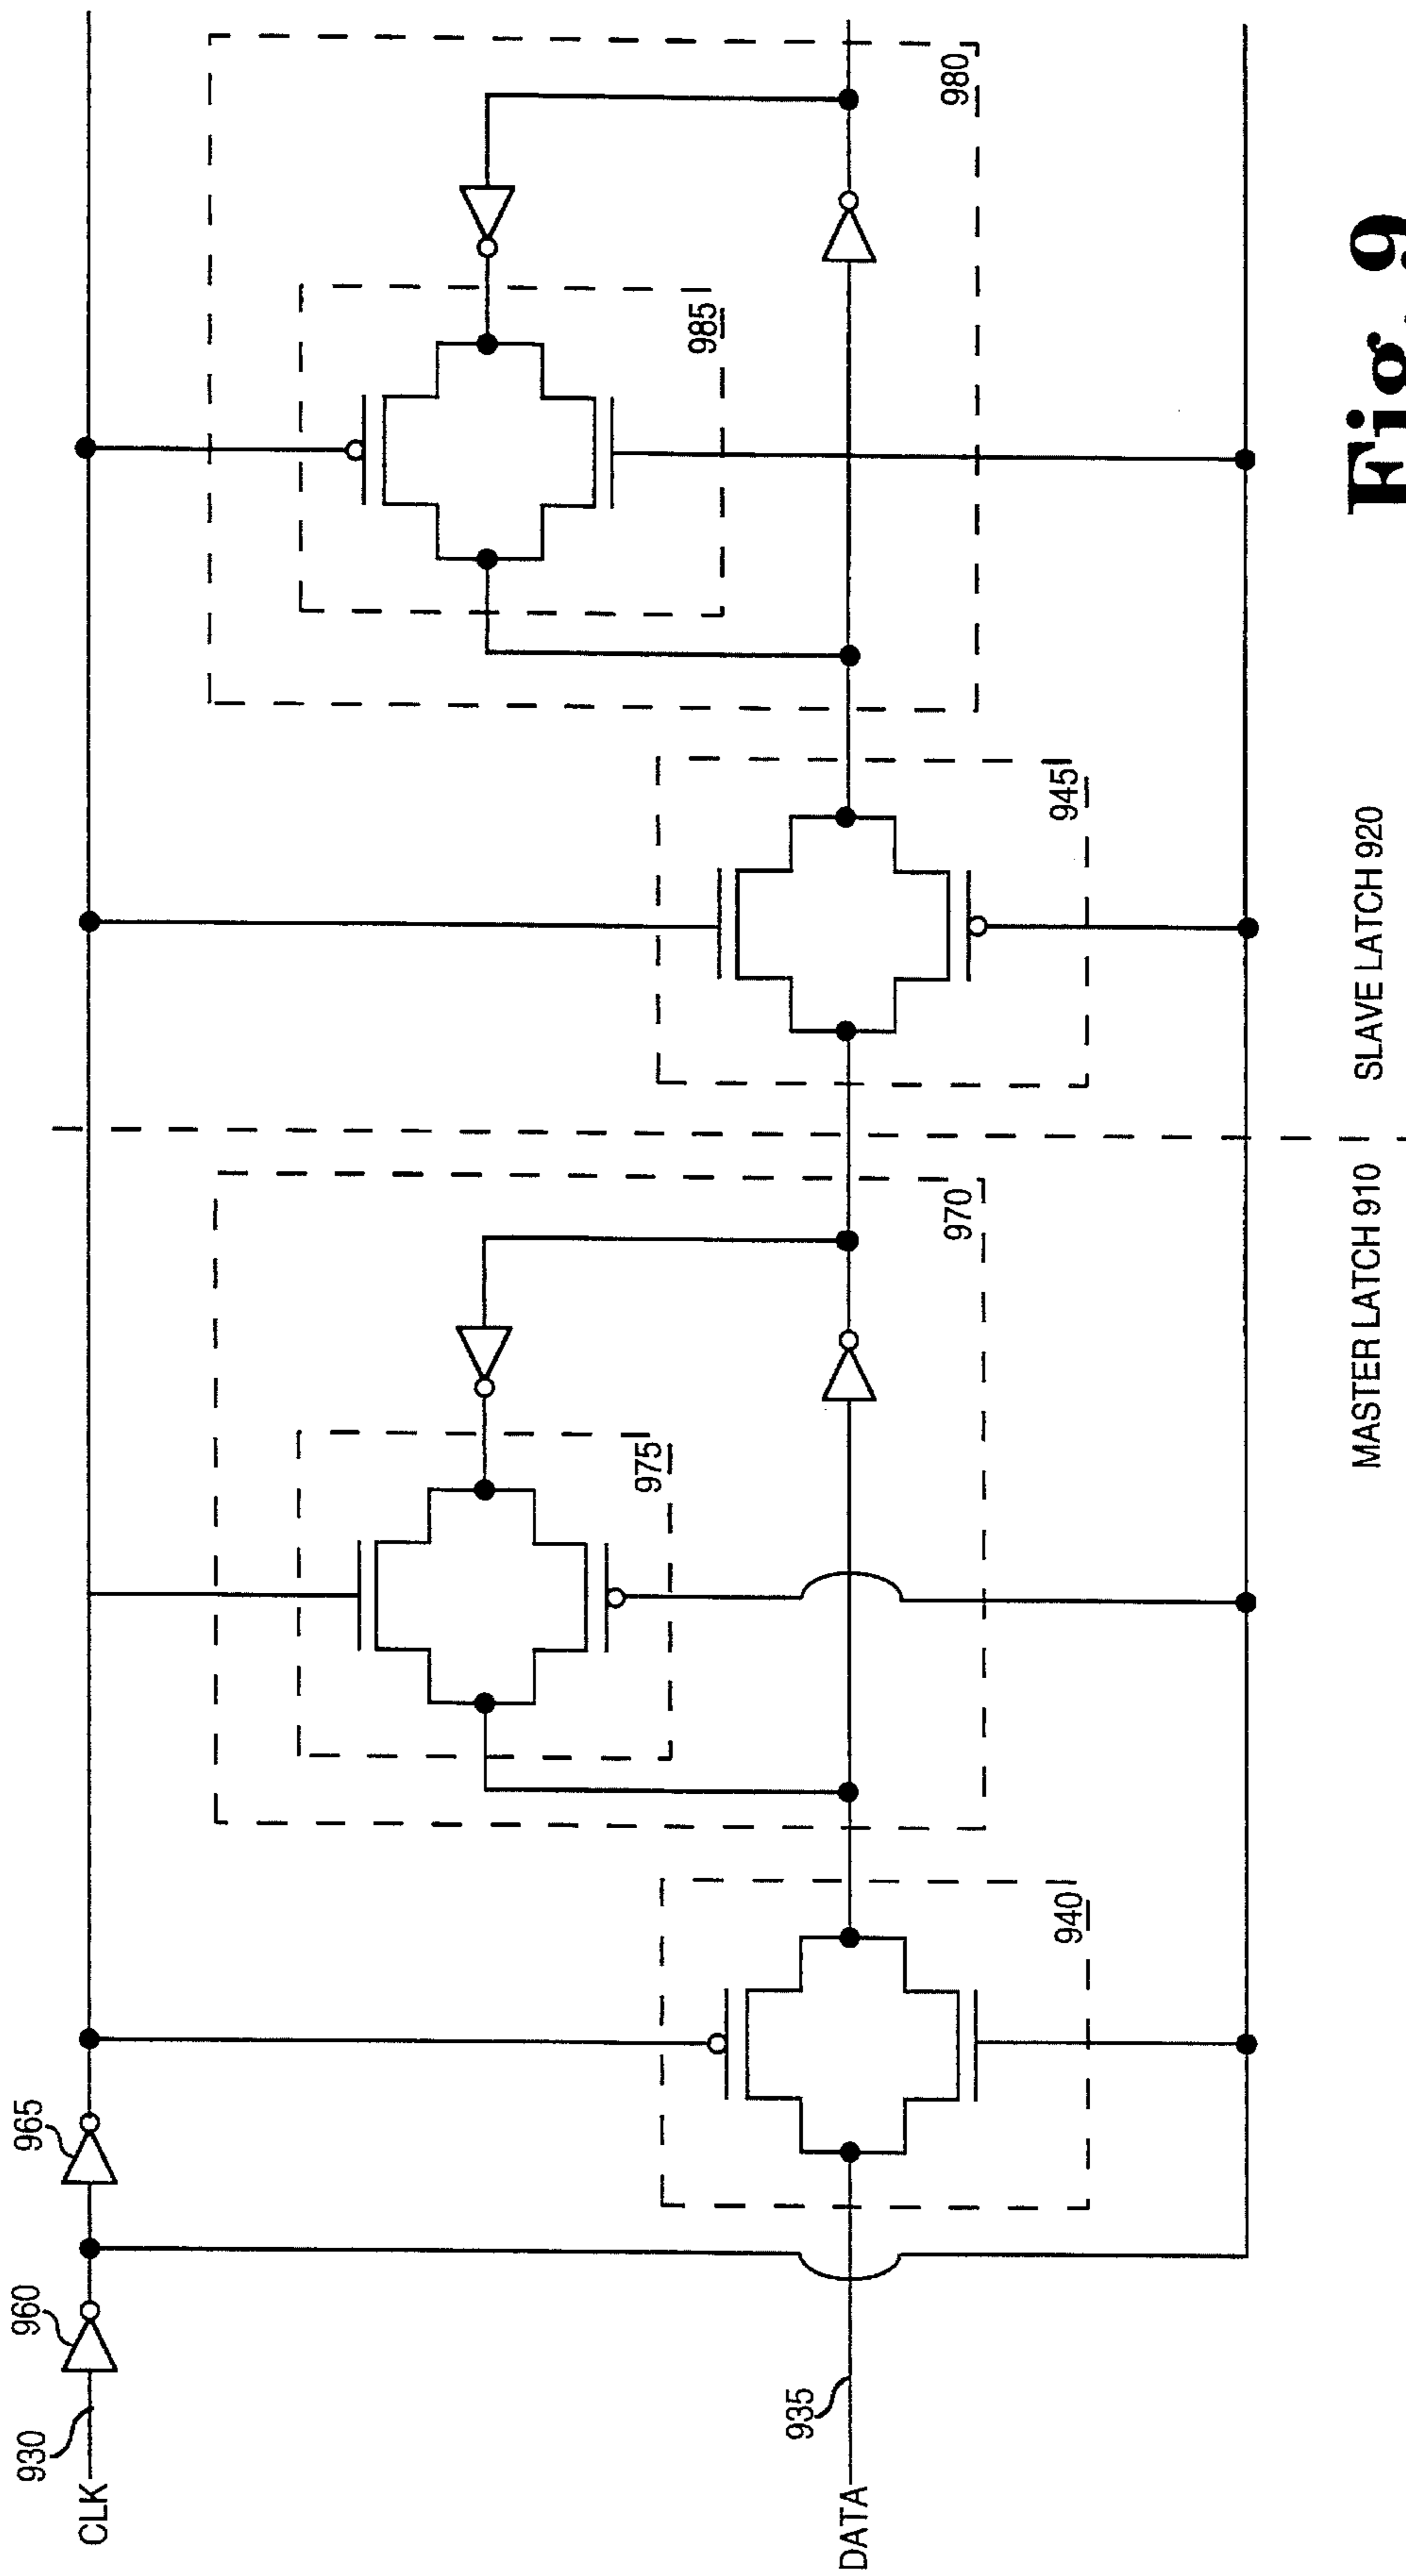 CLK
930
960
965
DATA
935
940
975
970
945
985
980
MASTER LATCH 910
SLAVE LATCH 920
Fig. 9